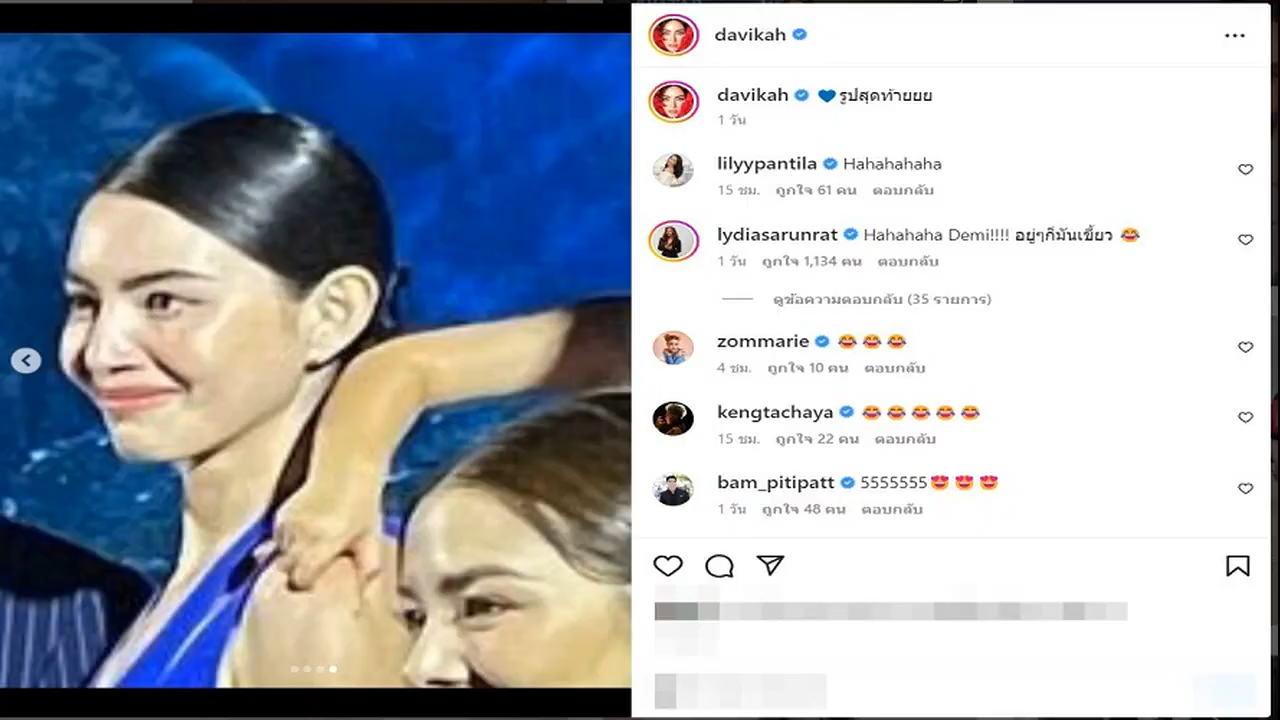 davikah
davikah 💙รูปสุดท้ายยย
1 วัน
lilyypantila Hahahahaha
15 ชม. ถูกใจ 61 คน ตอบกลับ
lydiasarunrat Hahahaha Demi!!!! อยู่ๆก็มันเขี้ยว 😂
1 วัน ถูกใจ 1,134 คน ตอบกลับ
ดูข้อความตอบกลับ (35 รายการ)
zommarie 😂😂😂
4 ชม. ถูกใจ 10 คน ตอบกลับ
kengtachaya 😂😂😂😂😂
15 ชม. ถูกใจ 22 คน ตอบกลับ
bam_pitipatt 5555555😍😍😍
1 วัน ถูกใจ 48 คน ตอบกลับ